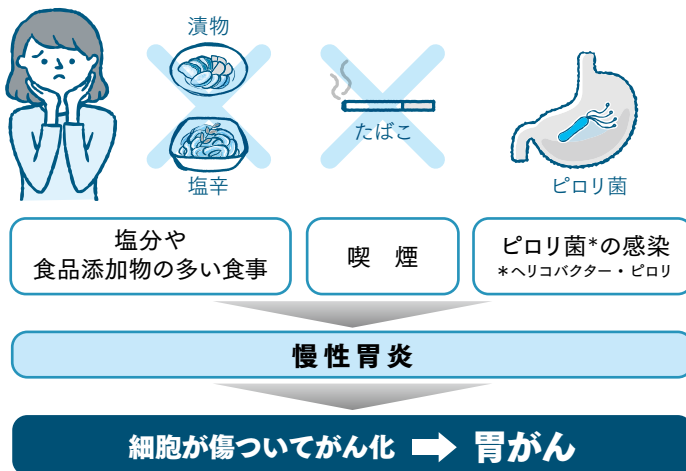 漬物
塩辛
たばこ
ピロリ菌
塩分や
食品添加物の多い食事
喫　煙
ピロリ菌*の感染
*ヘリコバクター・ピロリ
慢性胃炎
細胞が傷ついてがん化 ➡ 胃がん